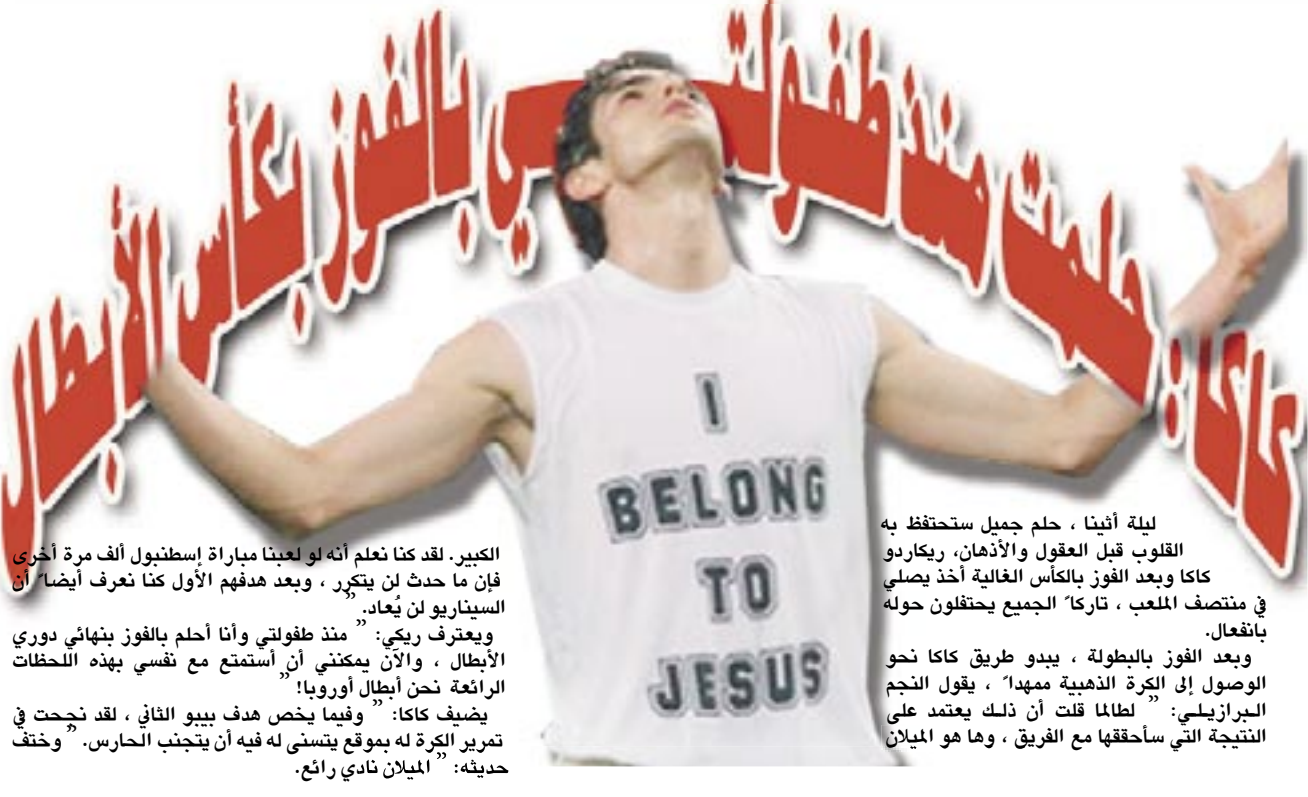 كاكا: حلمت منذ طفولتي بالفوز بكأس الأبطال
I
BELONG
TO
JESUS
ليلة أثينا ، حلم جميل ستحتفظ به
القلوب قبل العقول والأذهان، ريكاردو
كاكا وبعد الفوز بالكأس الغالية أخذ يصلي
في منتصف الملعب ، تاركاً الجميع يحتفلون حوله
بانفعال.
وبعد الفوز بالبطولة ، يبدو طريق كاكا نحو
الوصول إلى الكرة الذهبية ممهداً ، يقول النجم
البرازيلي: ” لطالما قلت أن ذلك يعتمد على
النتيجة التي سأحققها مع الفريق ، وها هو الميلان
الكبير. لقد كنا نعلم أنه لو لعبنا مباراة إسطنبول ألف مرة أخرى
فإن ما حدث لن يتكرر ، وبعد هدفهم الأول كنا نعرف أيضاً أن
السيناريو لن يُعاد. ”
ويعترف ريكي: ” منذ طفولتي وأنا أحلم بالفوز بنهائي دوري
الأبطال ، والآن يمكنني أن أستمتع مع نفسي بهذه اللحظات
الرائعة نحن أبطال أوروبا! ”
يضيف كاكا: ” وفيما يخص هدف بيبو الثاني ، لقد نجحت في
تمرير الكرة له بموقع يتسنى له فيه أن يتجنب الحارس. ” وختف
حديثه: ” الميلان نادي رائع.